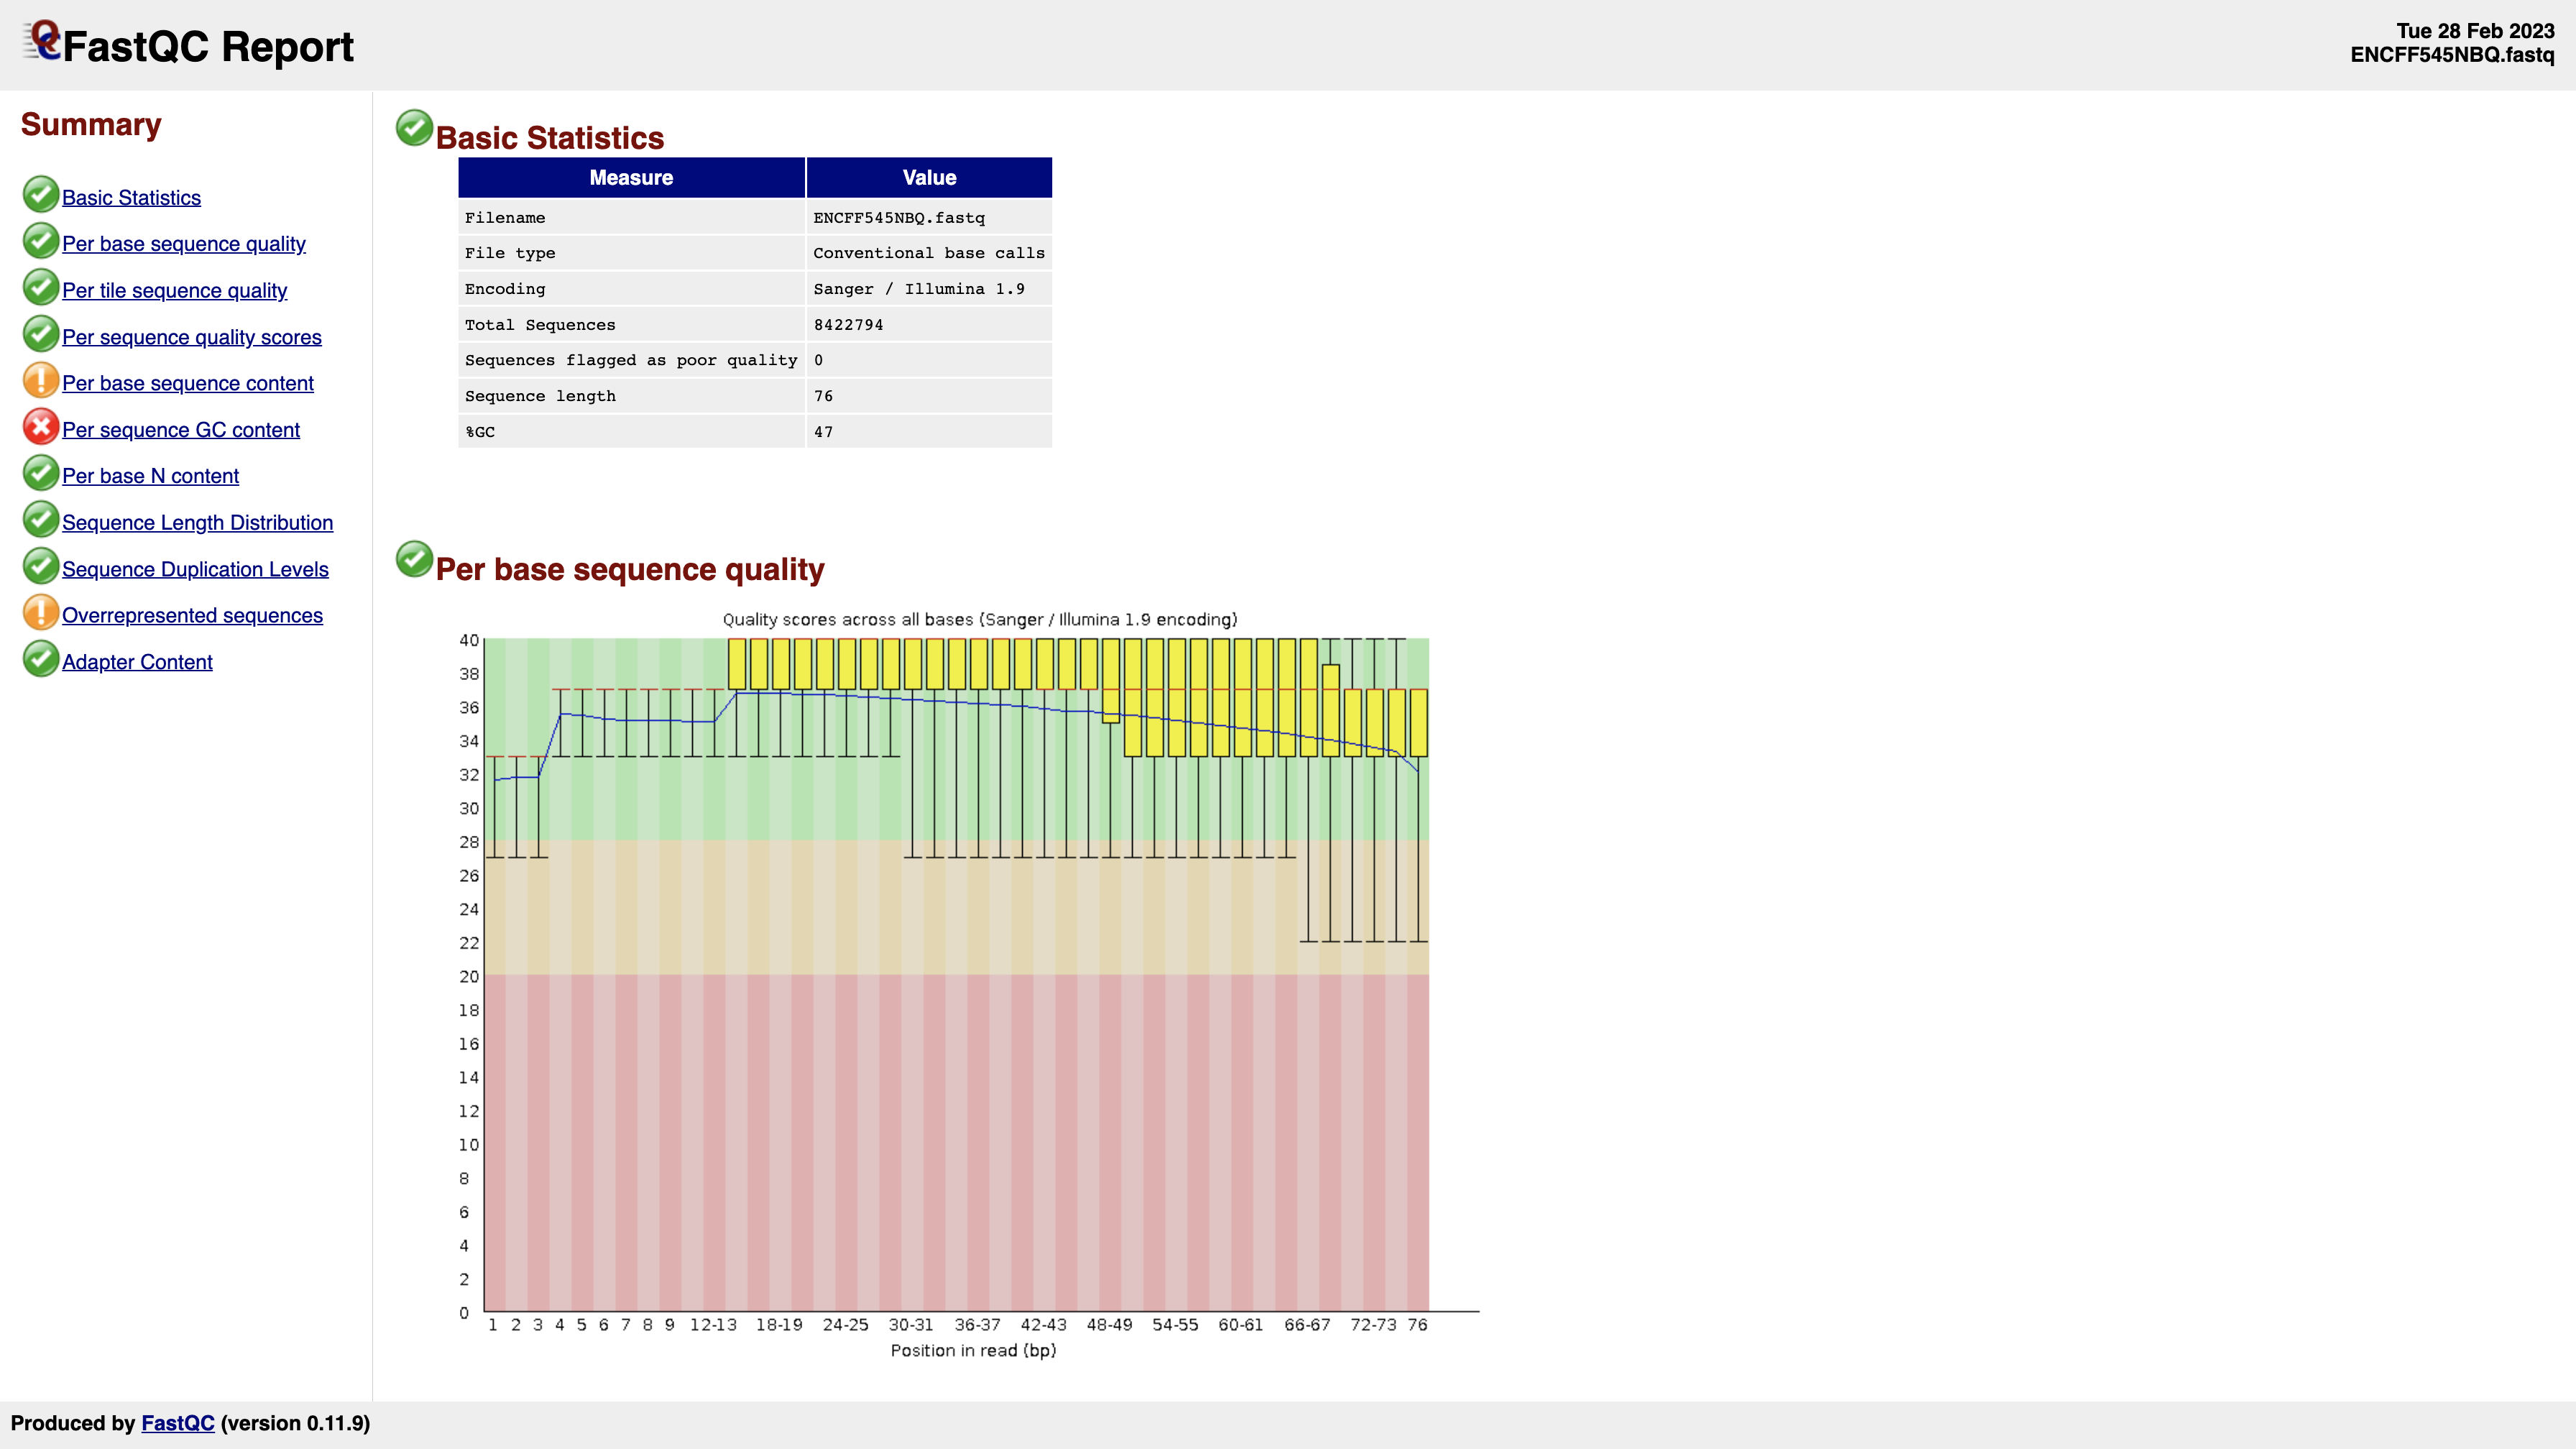 FastQC Report
Tue 28 Feb 2023
ENCFF545NBQ.fastq
Summary
Basic Statistics
Per base sequence quality
Per tile sequence quality
Per sequence quality scores
Per base sequence content
Per sequence GC content
Per base N content
Sequence Length Distribution
Sequence Duplication Levels
Overrepresented sequences
Adapter Content
Basic Statistics
Measure Value
Filename ENCFF545NBQ.fastq
File type Conventional base calls
Encoding Sanger / Illumina 1.9
Total Sequences 8422794
Sequences flagged as poor quality 0
Sequence length 76
%GC 47
Per base sequence quality
Quality scores across all bases (Sanger / Illumina 1.9 encoding)
40
38
36
34
32
30
28
26
24
22
20
18
16
14
12
10
8
6
4
2
0
1 2 3 4 5 6 7 8 9 12-13 18-19 24-25 30-31 36-37 42-43 48-49 54-55 60-61 66-67 72-73 76
Position in read (bp)
Produced by FastQC (version 0.11.9)